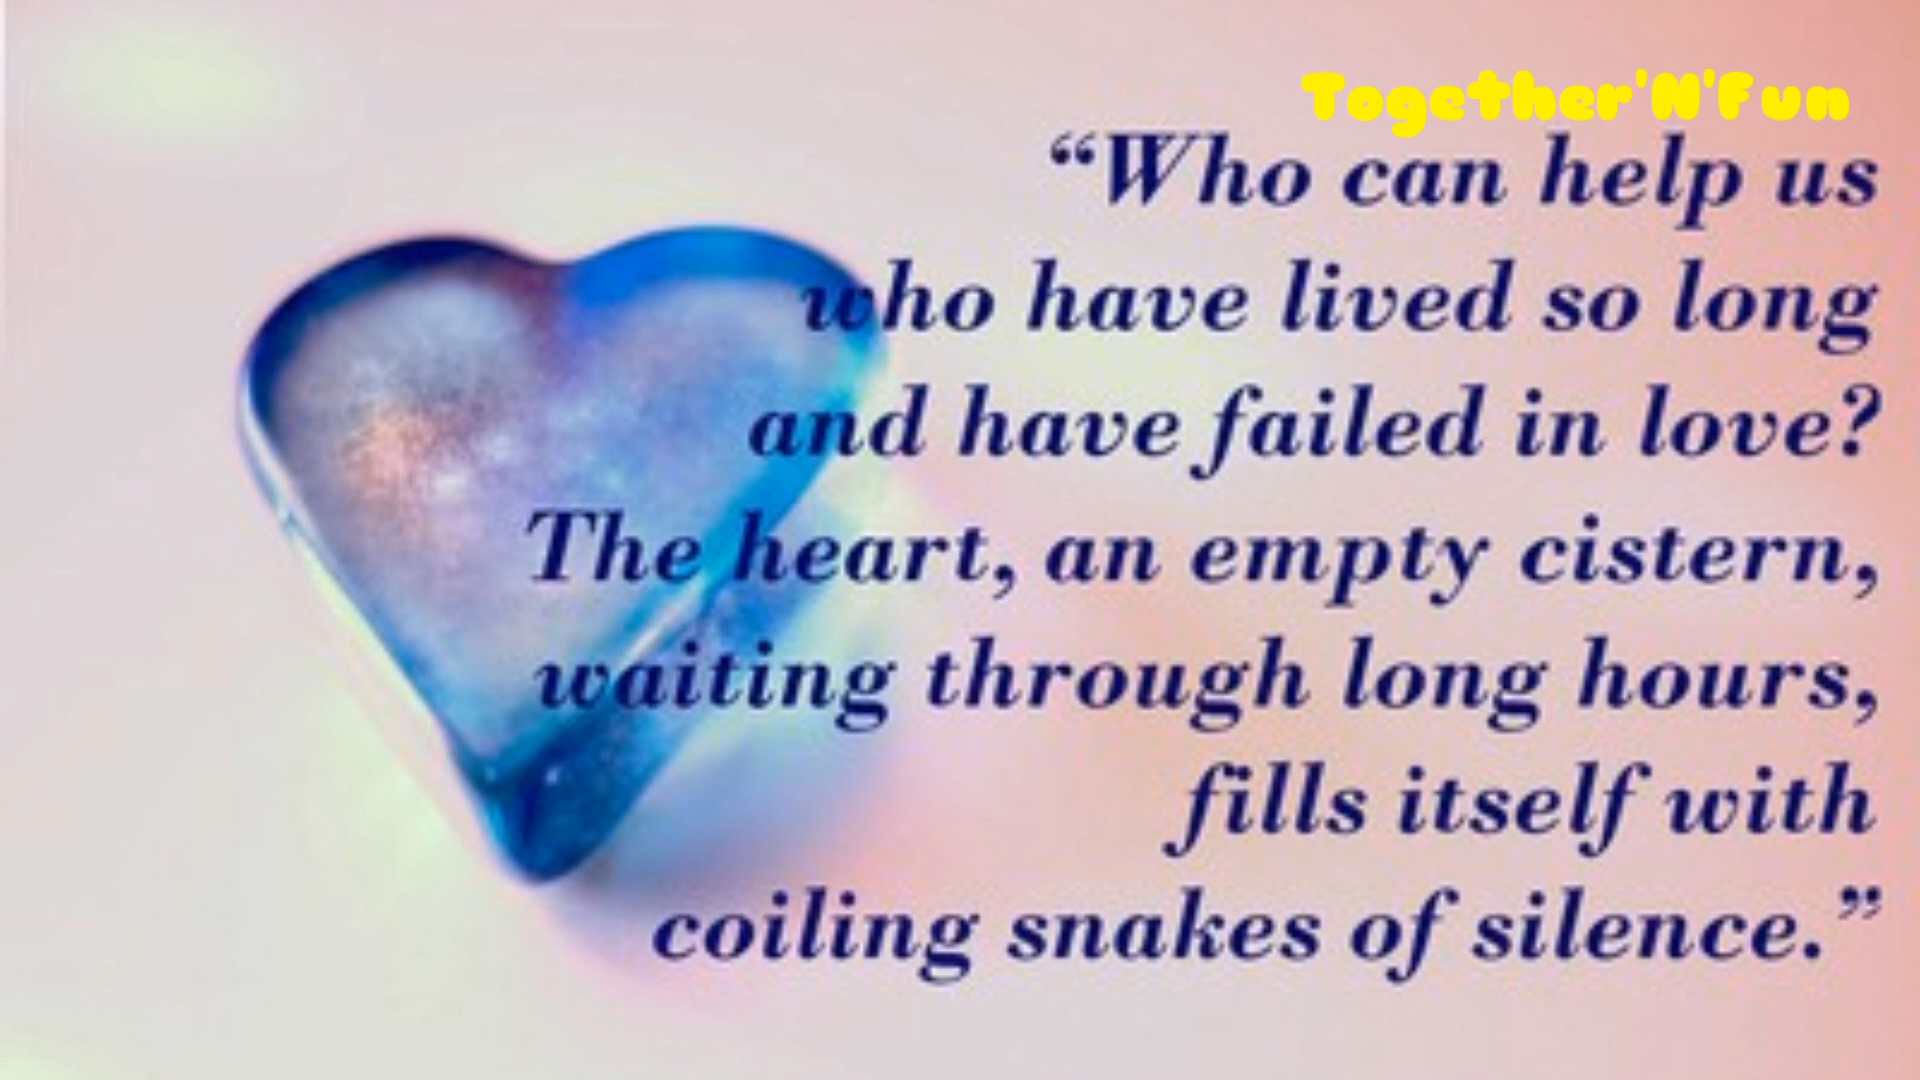 Together'N'Fun
“Who can help us
who have lived so long
and have failed in love?
The heart, an empty cistern,
waiting through long hours,
fills itself with
coiling snakes of silence.”